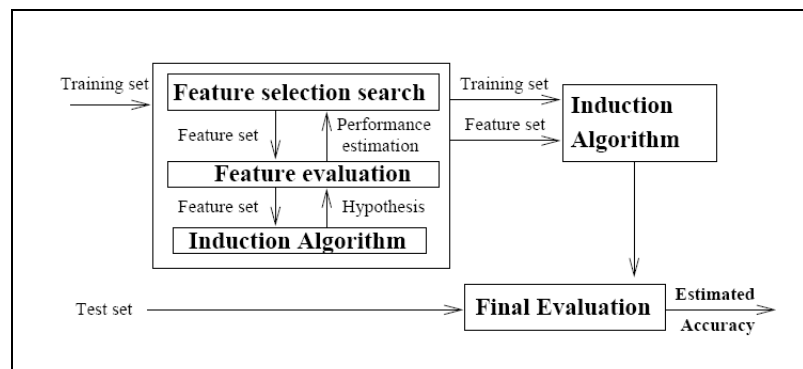 Training set
Feature selection search
Feature set
Performance
estimation
Feature evaluation
Feature set
Hypothesis
Induction Algorithm
Training set
Feature set
Induction
Algorithm
Test set
Final Evaluation
Estimated
Accuracy